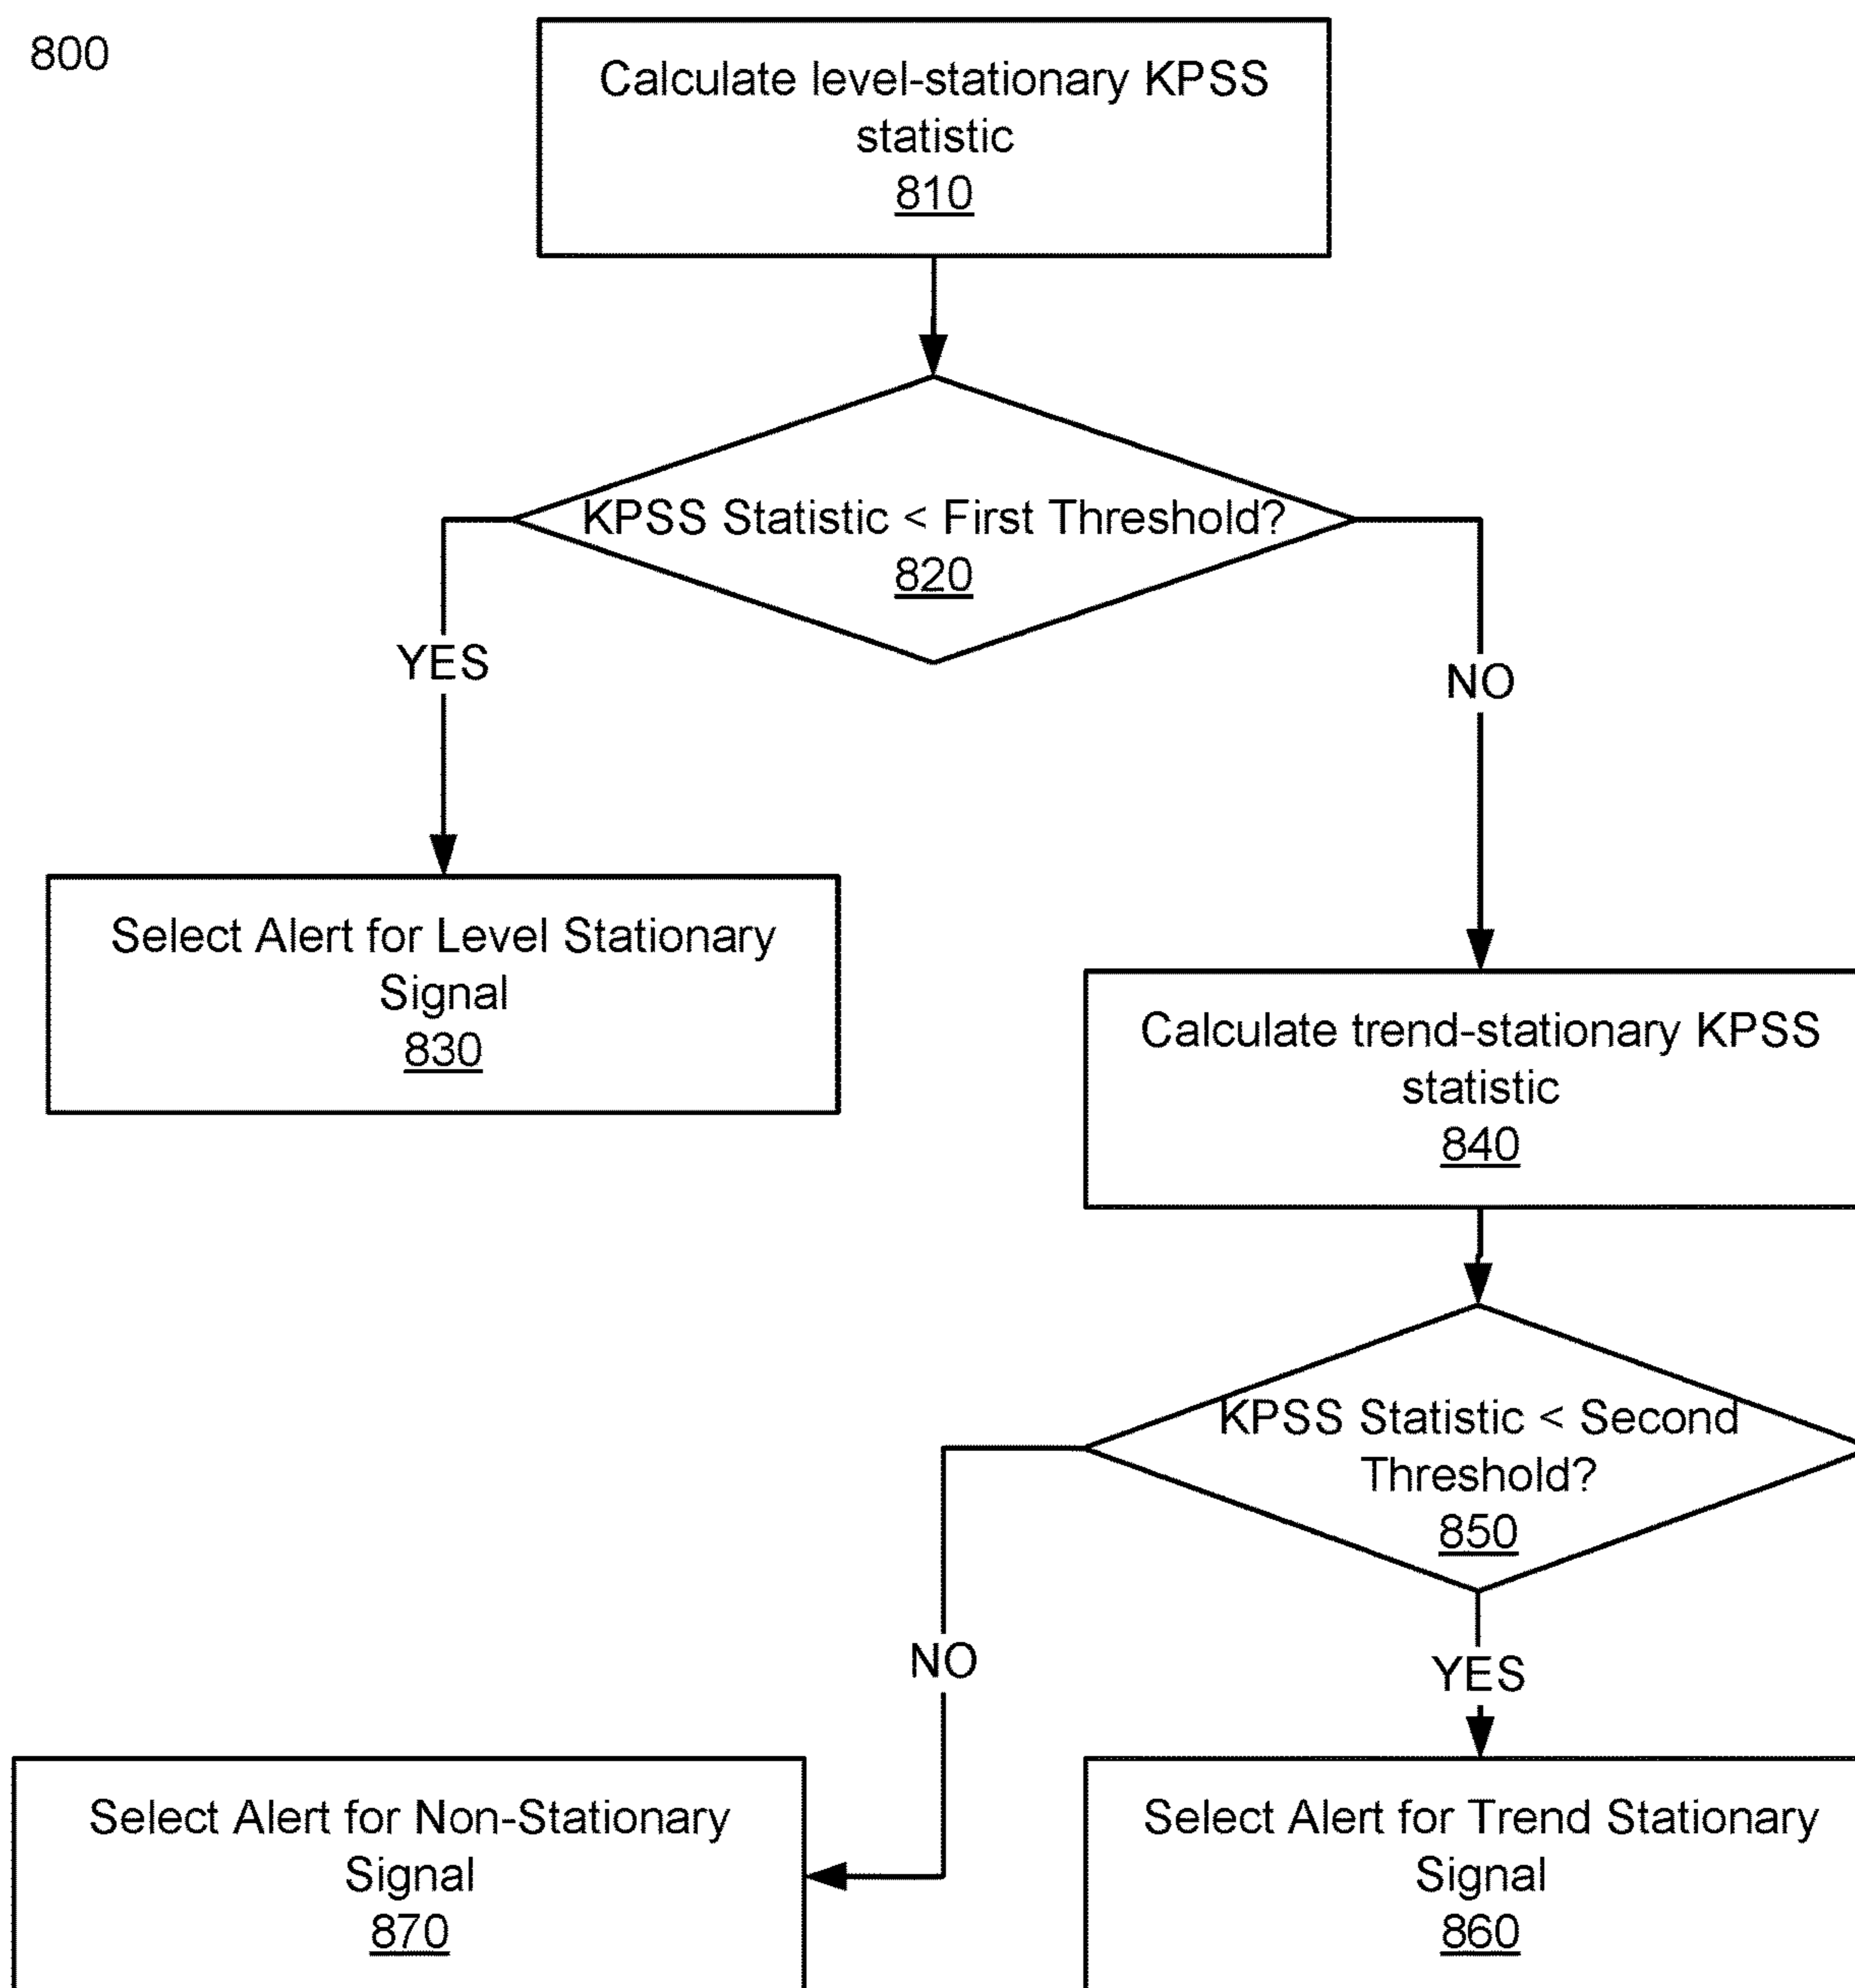 800
Calculate level-stationary KPSS
statistic
810
KPSS Statistic < First Threshold?
820
YES
NO
Select Alert for Level Stationary
Signal
830
Calculate trend-stationary KPSS
statistic
840
KPSS Statistic < Second
Threshold?
850
NO
YES
Select Alert for Non-Stationary
Signal
870
Select Alert for Trend Stationary
Signal
860